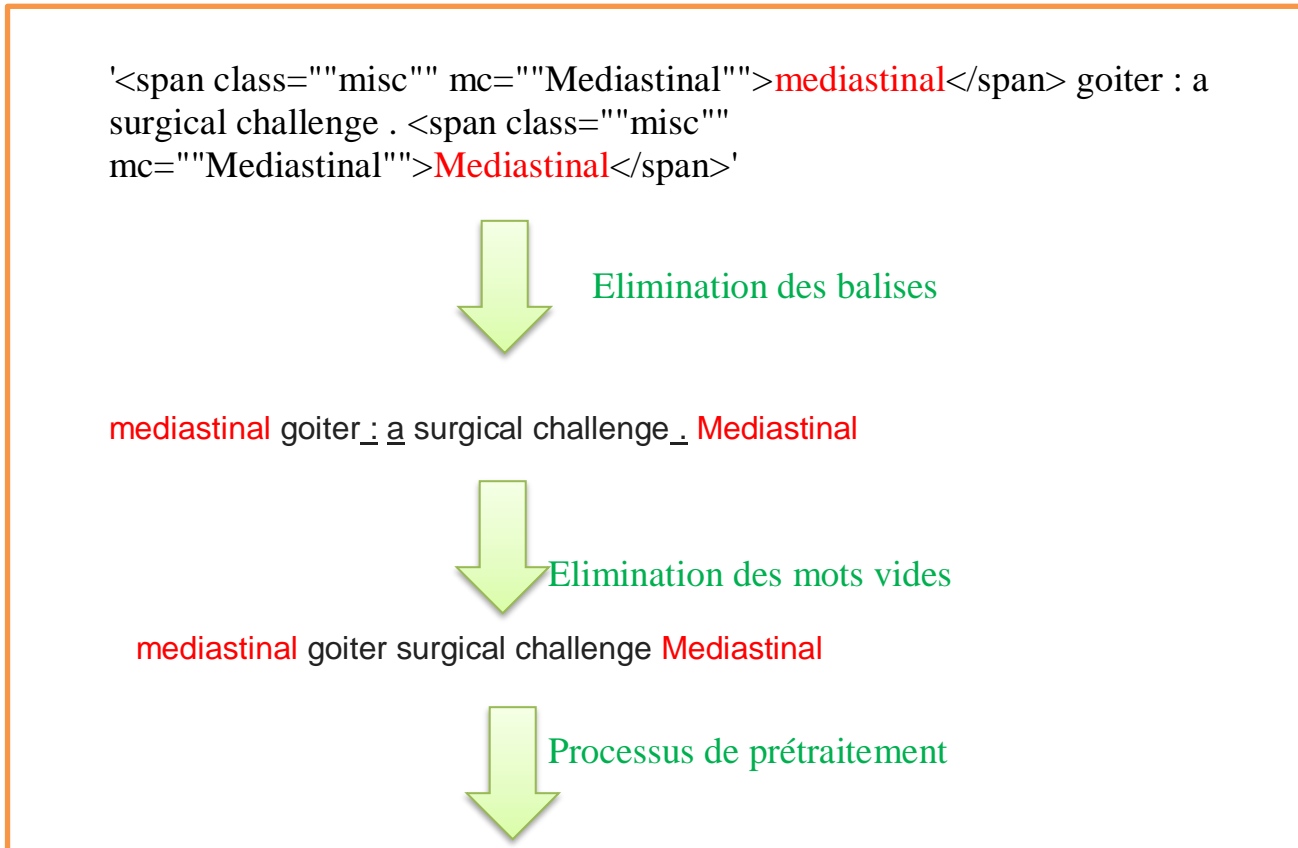 '<span class=""misc"" mc=""Mediastinal"">mediastinal</span> goiter : a
surgical challenge . <span class=""misc""
mc=""Mediastinal"">Mediastinal</span>'
Elimination des balises
mediastinal goiter : a surgical challenge . Mediastinal
Elimination des mots vides
mediastinal goiter surgical challenge Mediastinal
Processus de prétraitement